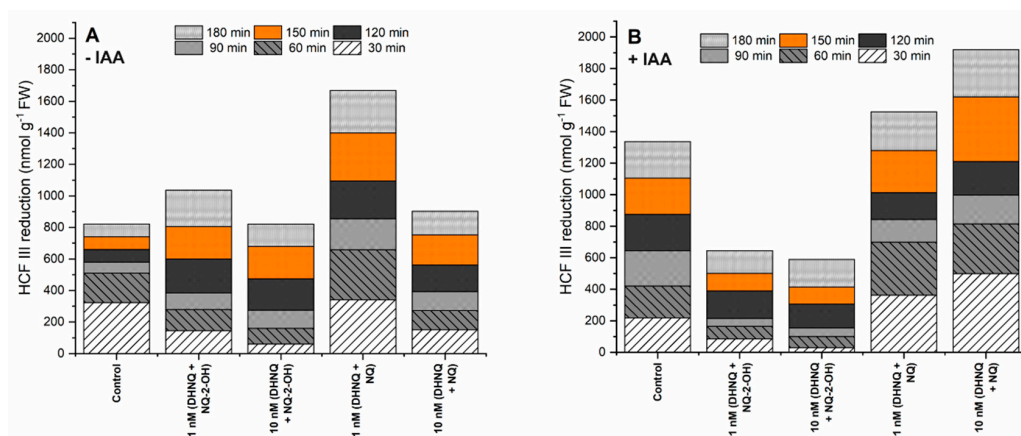 A
- IAA
180 min 150 min 120 min
90 min 60 min 30 min
HCF III reduction (nmol g⁻¹ FW)
2000
1800
1600
1400
1200
1000
800
600
400
200
0
Control
1 nM (DHNQ +
NQ-2-OH)
10 nM (DHNQ
+ NQ-2-OH)
1 nM (DHNQ +
NQ)
10 nM (DHNQ
+ NQ)
B
+ IAA
180 min 150 min 120 min
90 min 60 min 30 min
HCF III reduction (nmol g⁻¹ FW)
2000
1800
1600
1400
1200
1000
800
600
400
200
0
Control
1 nM (DHNQ +
NQ-2-OH)
10 nM (DHNQ
+ NQ-2-OH)
1 nM (DHNQ +
NQ)
10 nM (DHNQ
+ NQ)